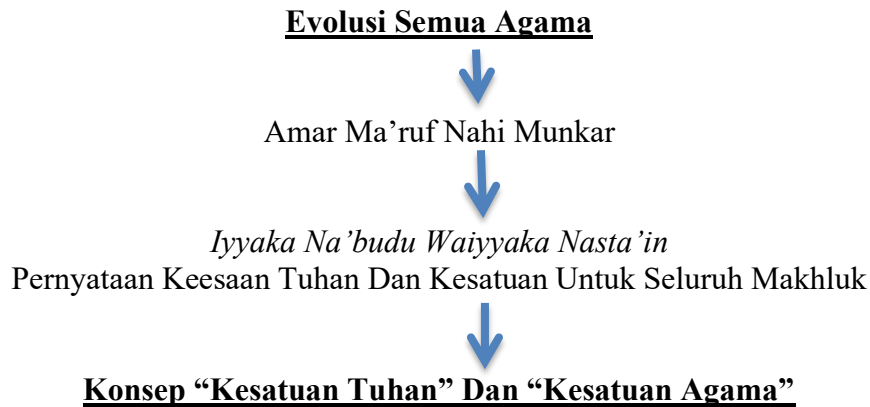 Evolusi Semua Agama
Amar Ma’ruf Nahi Munkar
Iyyaka Na’budu Waiyyaka Nasta’in
Pernyataan Keesaan Tuhan Dan Kesatuan Untuk Seluruh Makhluk
Konsep “Kesatuan Tuhan” Dan “Kesatuan Agama”